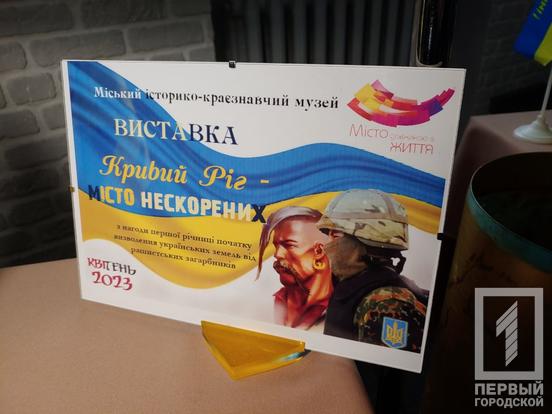 Міський історико-краєзнавчий музей
ВИСТАВКА
Кривий Ріг -
МІСТО НЕСКОРЕНИХ
з нагоди першої річниці початку
визволення українських земель від
рашистських загарбників
КВІТЕНЬ
2023
Місто
ЖИТТЯ
1
ПЕРВЫЙ
ГОРОДСКОЙ